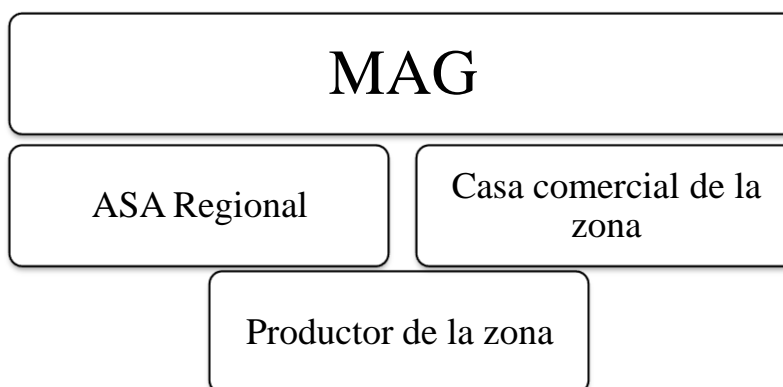 MAG
ASA Regional
Casa comercial de la
zona
Productor de la zona